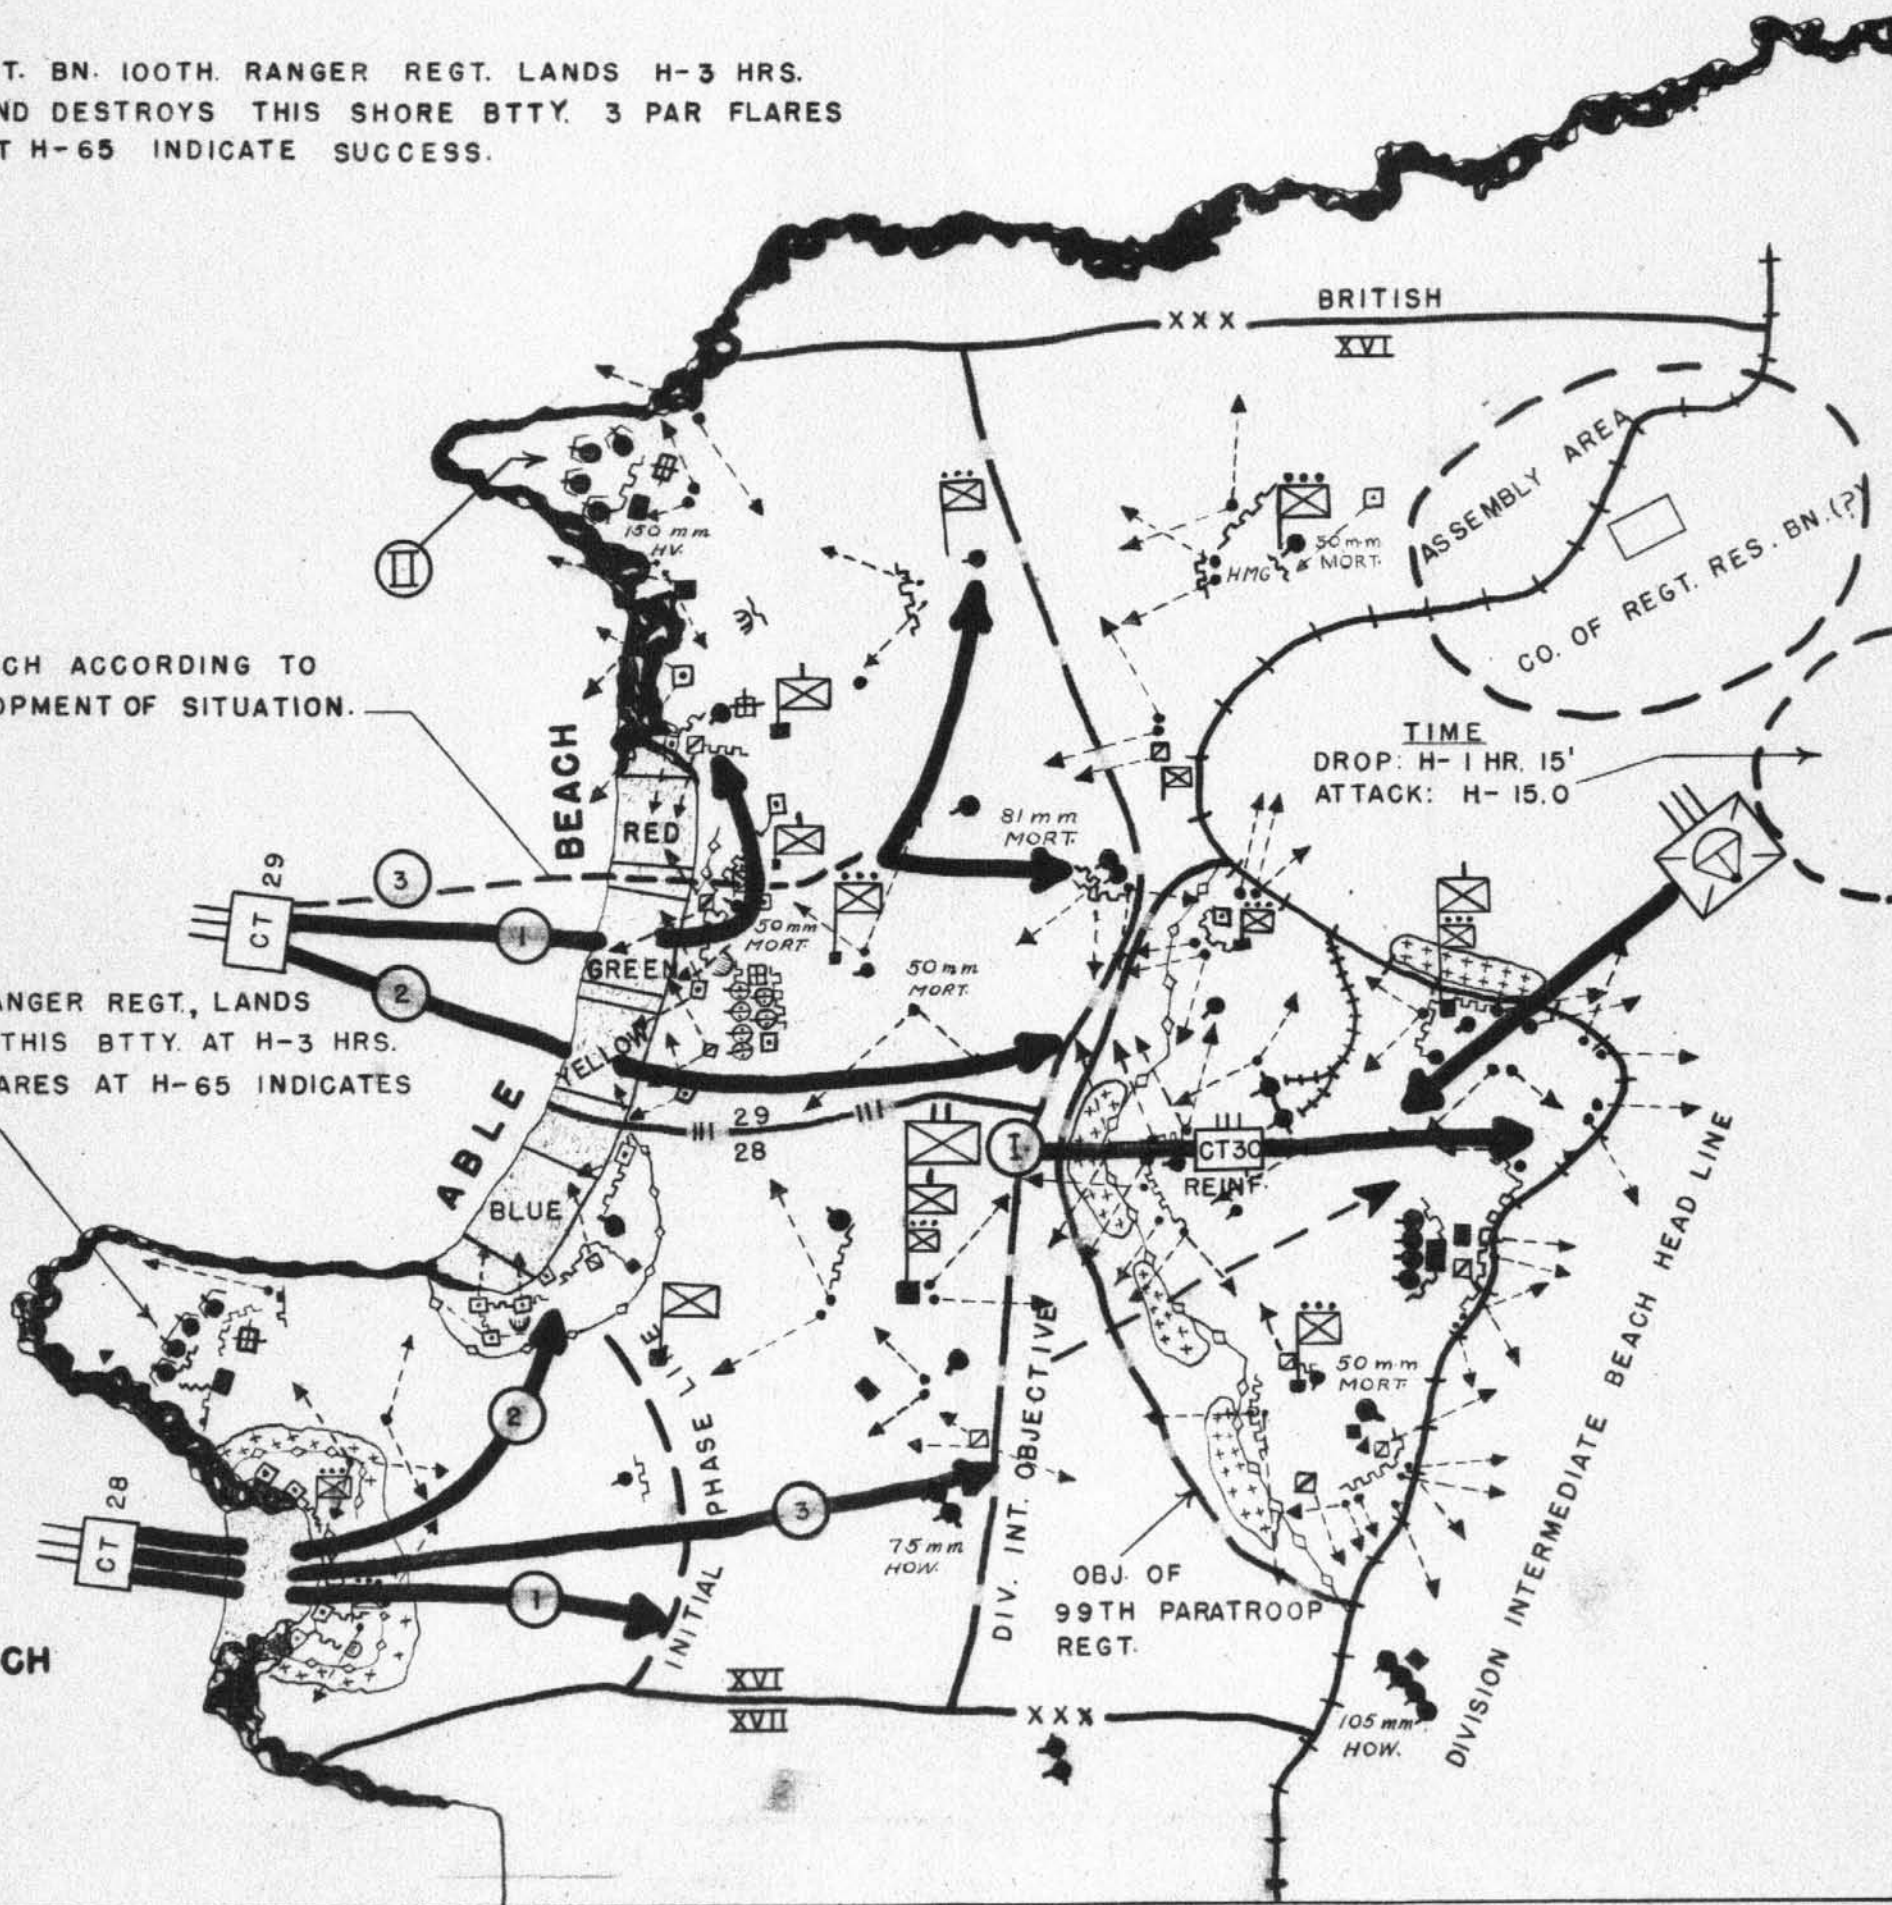 T. BN. 100TH. RANGER REGT. LANDS H-3 HRS.
ND DESTROYS THIS SHORE BTTY. 3 PAR FLARES
T H-65 INDICATE SUCCESS.
BRITISH
XXX
XVI
ASSEMBLY AREA
CO. OF REGT. RES. BN. (?)
II
150 mm
HV.
HMG
50 mm
MORT.
CH ACCORDING TO
OPMENT OF SITUATION.
TIME
DROP: H- 1 HR. 15'
ATTACK: H- 15.0
BEACH
RED
81 mm
MORT.
29
CT
3
1
2
50 mm
MORT.
GREEN
50 mm
MORT.
YELLOW
ANGER REGT., LANDS
THIS BTTY. AT H-3 HRS.
ARES AT H-65 INDICATES
ABLE
29
28
I
CT30
REINF.
BLUE
DIVISION INTERMEDIATE BEACH HEAD LINE
INITIAL PHASE LINE
DIV. INT. OBJECTIVE
50 mm
MORT.
2
3
28
CT
1
75 mm
HOW.
OBJ. OF
99TH PARATROOP
REGT.
CH
XVI
XVII
XXX
105 mm
HOW.